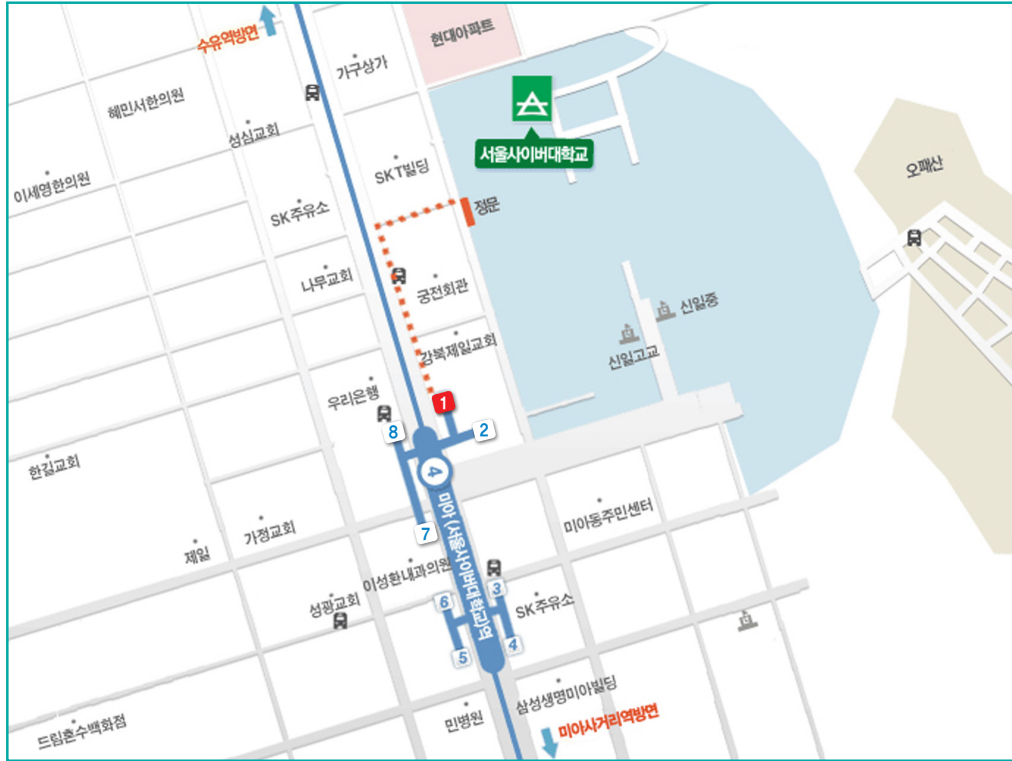 수유역방면
현대아파트
가구상가
혜민서한의원
성심교회
서울사이버대학교
SKT빌딩
이세영한의원
오패산
SK주유소
정문
나무교회
궁전회관
신일중
강북제일교회
신일고교
우리은행
1
8
2
4
한길교회
미아(서울사이버대학교)역
7
미아동주민센터
가정교회
제일
이성환내과의원
성광교회
6
3
SK주유소
5
4
삼성생명미아빌딩
민병원
미아사거리역방면
드림혼수백화점